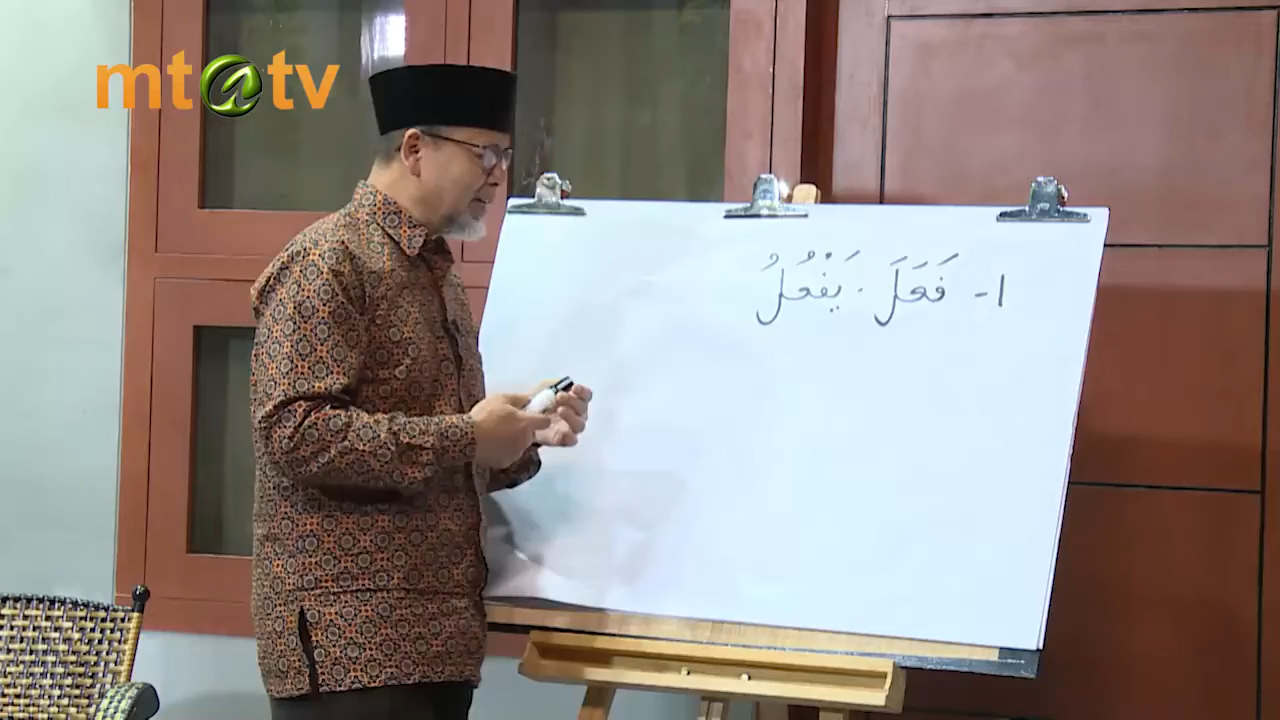 mt@tv
١- فَعَلَ . يَفْعُلُ